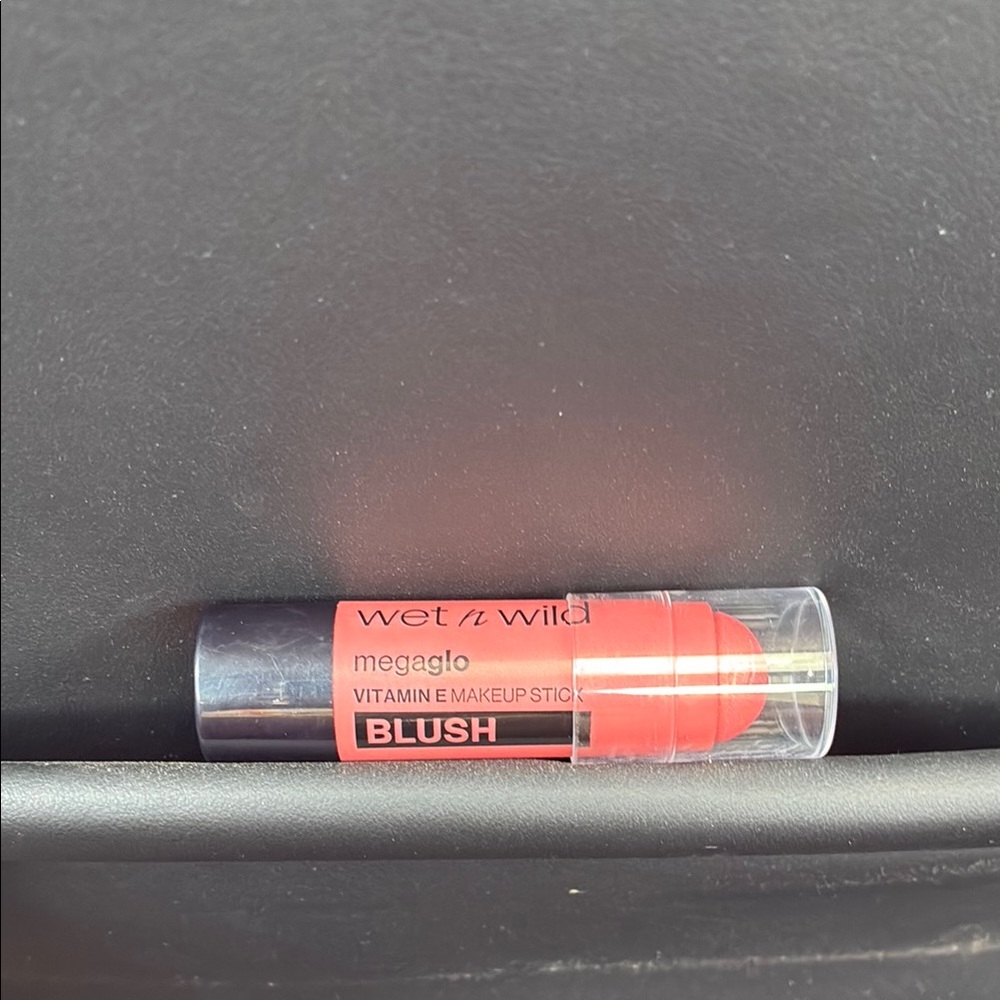 wet n wild
megaglo
VITAMIN E MAKEUP STICK
BLUSH